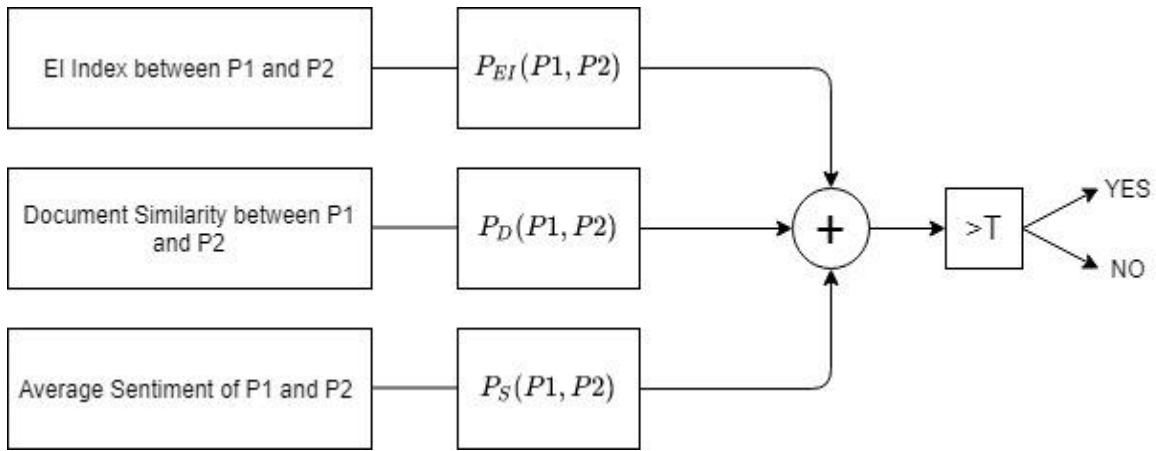 EI Index between P1 and P2
P_{EI}(P1, P2)
Document Similarity between P1
and P2
P_D(P1, P2)
+
>T
YES
NO
Average Sentiment of P1 and P2
P_S(P1, P2)